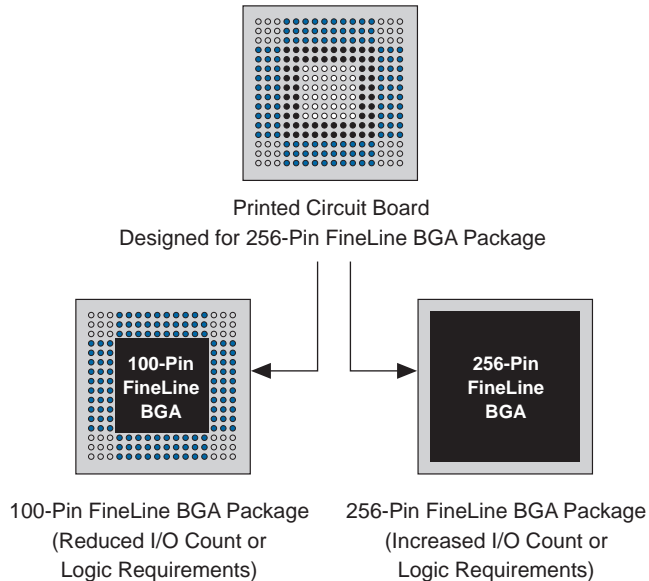 Printed Circuit Board
Designed for 256-Pin FineLine BGA Package
100-Pin
FineLine
BGA
256-Pin
FineLine
BGA
100-Pin FineLine BGA Package
(Reduced I/O Count or
Logic Requirements)
256-Pin FineLine BGA Package
(Increased I/O Count or
Logic Requirements)